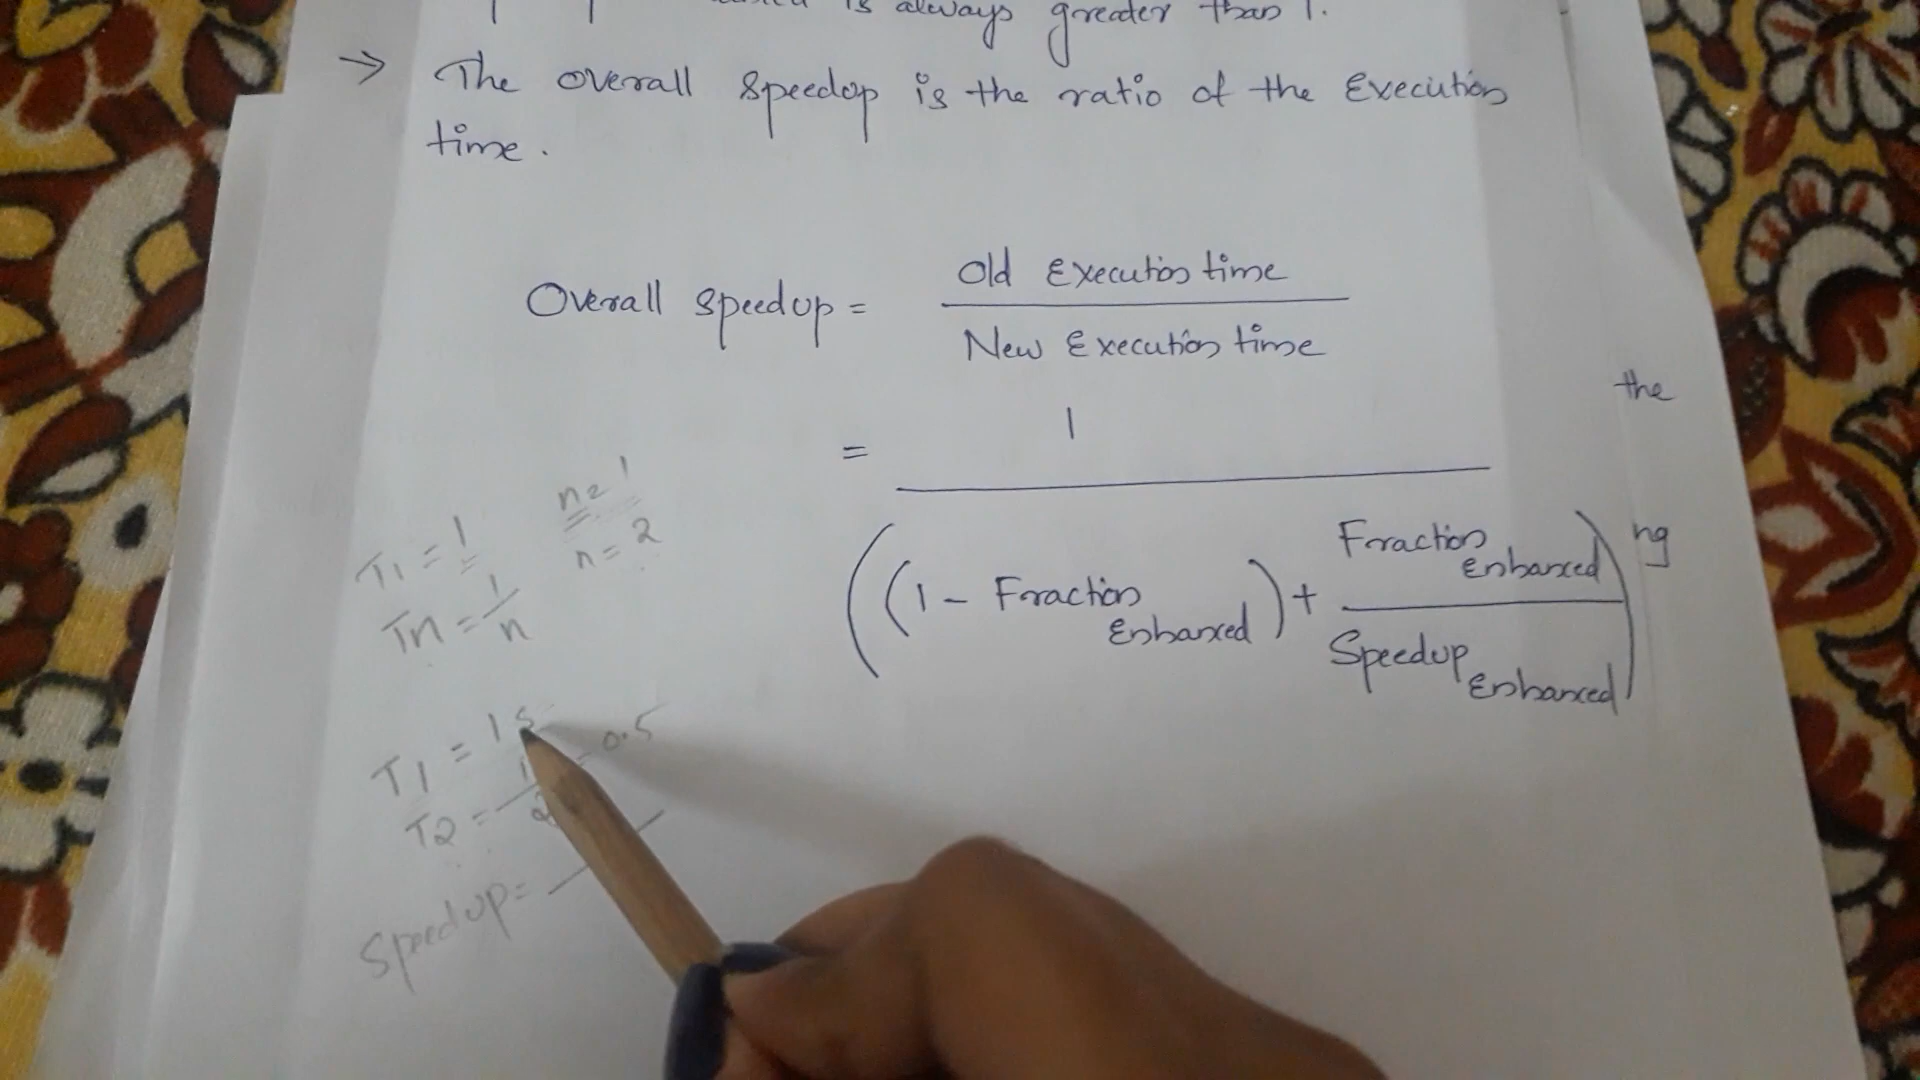 is always greater than 1.
→ The overall speedup is the ratio of the Execution
time.
Overall speedup = Old Execution time
New Execution time
the
= 1
((1 - Fraction Enhanced) + Fraction Enhanced
Speedup Enhanced)
ng
n = 1
n = 2
T1 = 1
Tn = 1/n
T1 = 1 s
T2 = 1/2 = 0.5
Speedup =